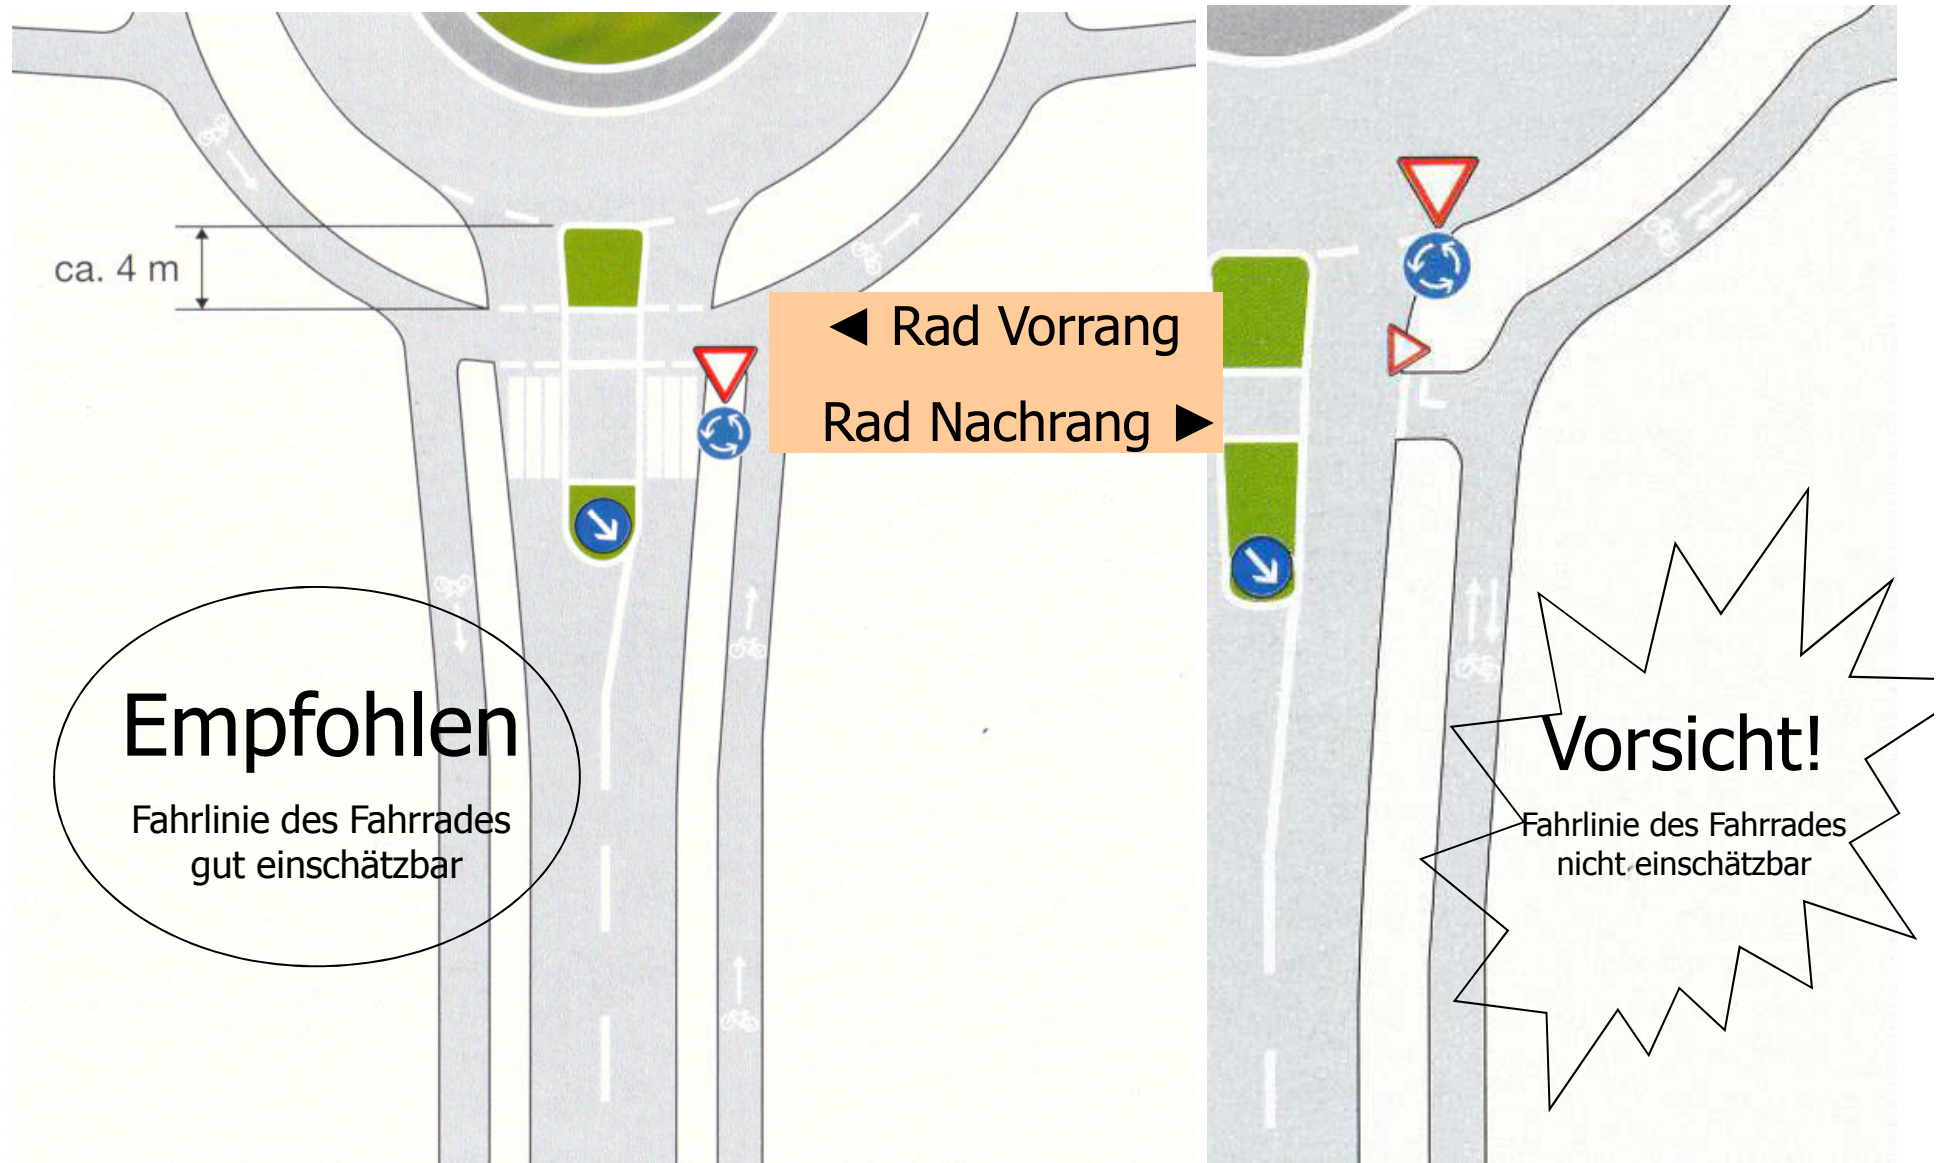 ca. 4 m
◄ Rad Vorrang
Rad Nachrang ►
Empfohlen
Fahrlinie des Fahrrades
gut einschätzbar
Vorsicht!
Fahrlinie des Fahrrades
nicht einschätzbar